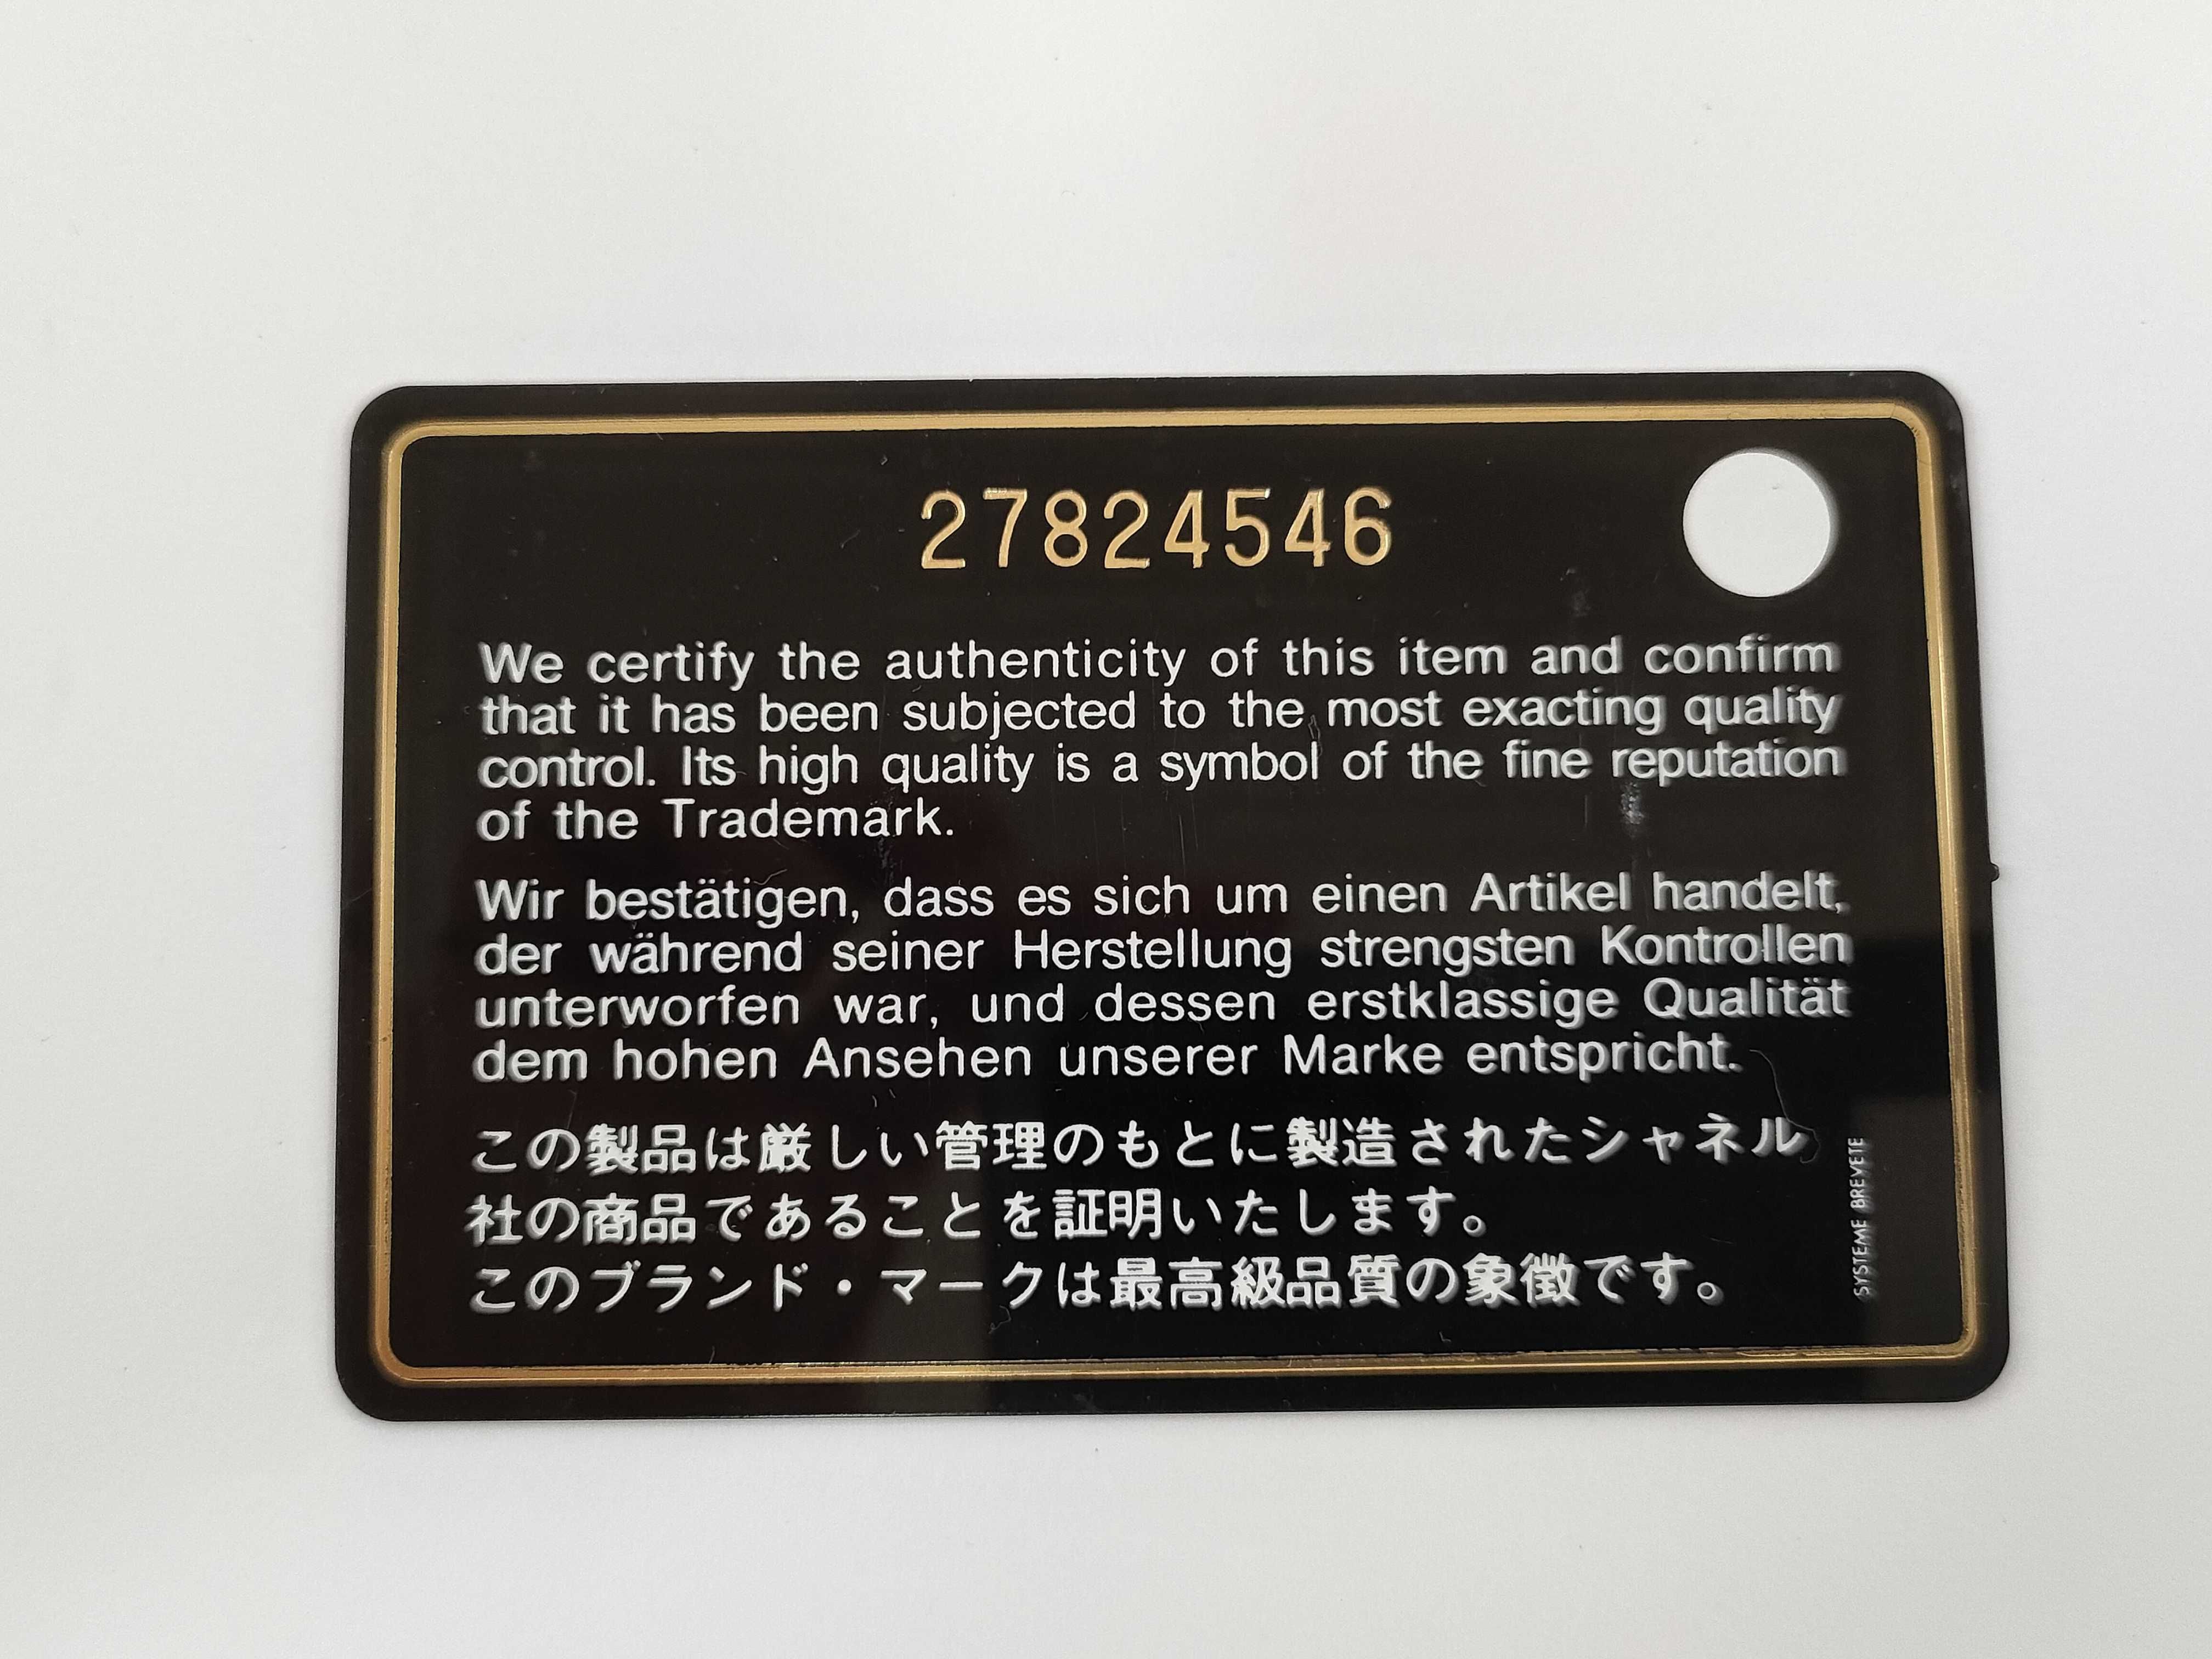 27824546
We certify the authenticity of this item and confirm
that it has been subjected to the most exacting quality
control. Its high quality is a symbol of the fine reputation
of the Trademark.
Wir bestätigen, dass es sich um einen Artikel handelt,
der während seiner Herstellung strengsten Kontrollen
unterworfen war, und dessen erstklassige Qualität
dem hohen Ansehen unserer Marke entspricht.
この製品は厳しい管理のもとに製造されたシャネル
社の商品であることを証明いたします。
このブランド・マークは最高級品質の象徴です。
SYSTEME BREVETE